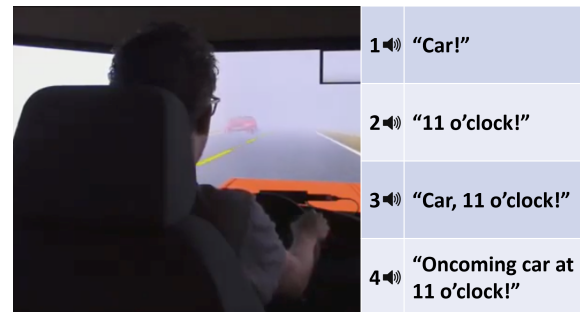 1 “Car!”
2 “11 o’clock!”
3 “Car, 11 o’clock!”
4 “Oncoming car at
11 o’clock!”